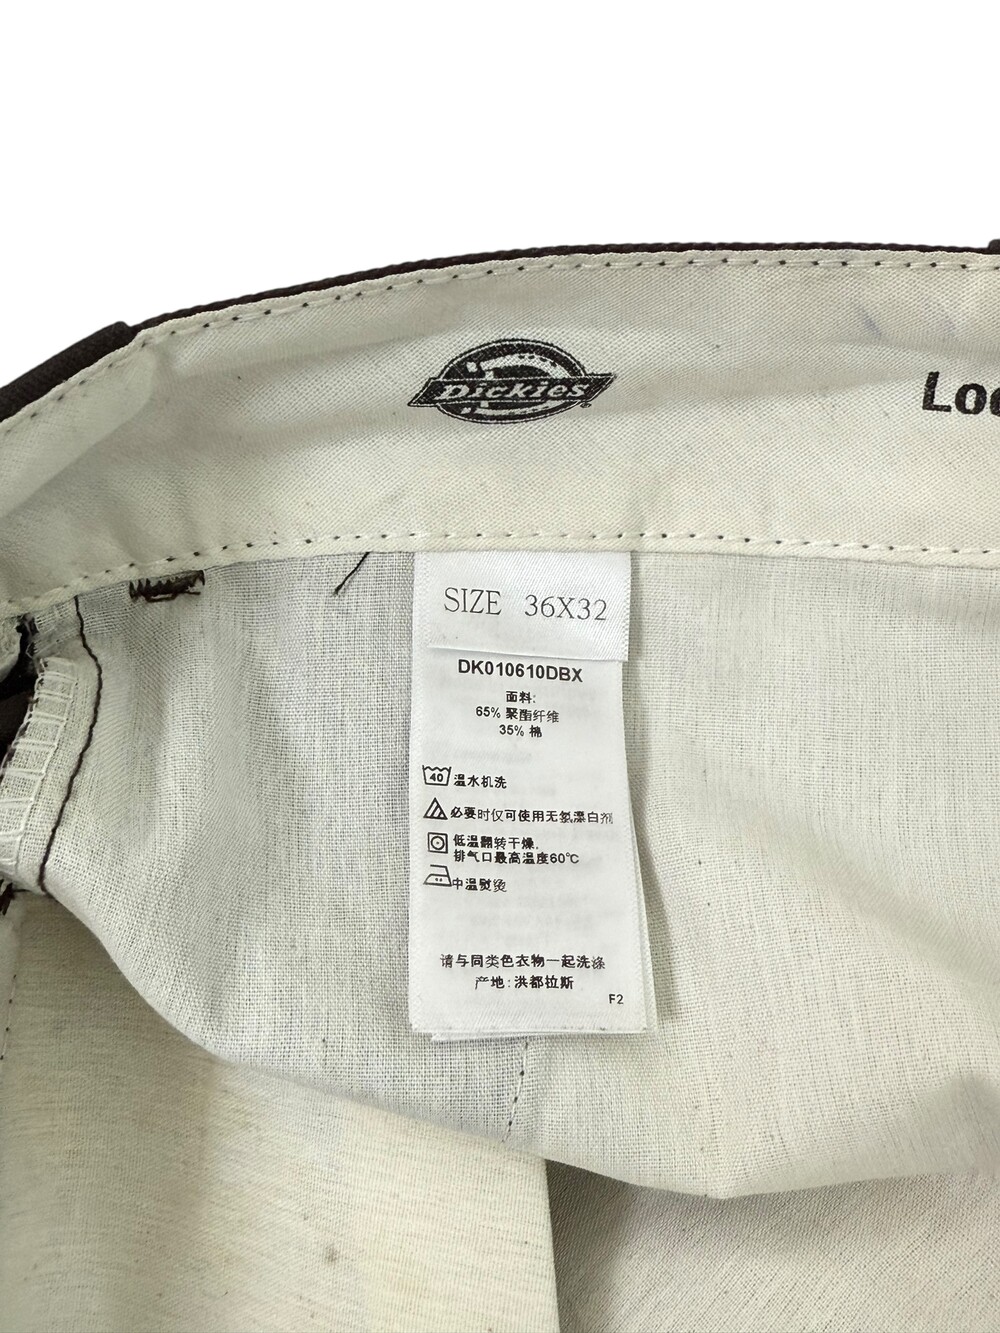 Dickies
Loo
SIZE 36X32
DK010610DBX
面料:
65% 聚酯纤维
35% 棉
40 温水机洗
必要时仅可使用无氯漂白剂
低温翻转干燥,
排气口最高温度60℃
中温熨烫
请与同类色衣物一起洗涤
产地:洪都拉斯
F2